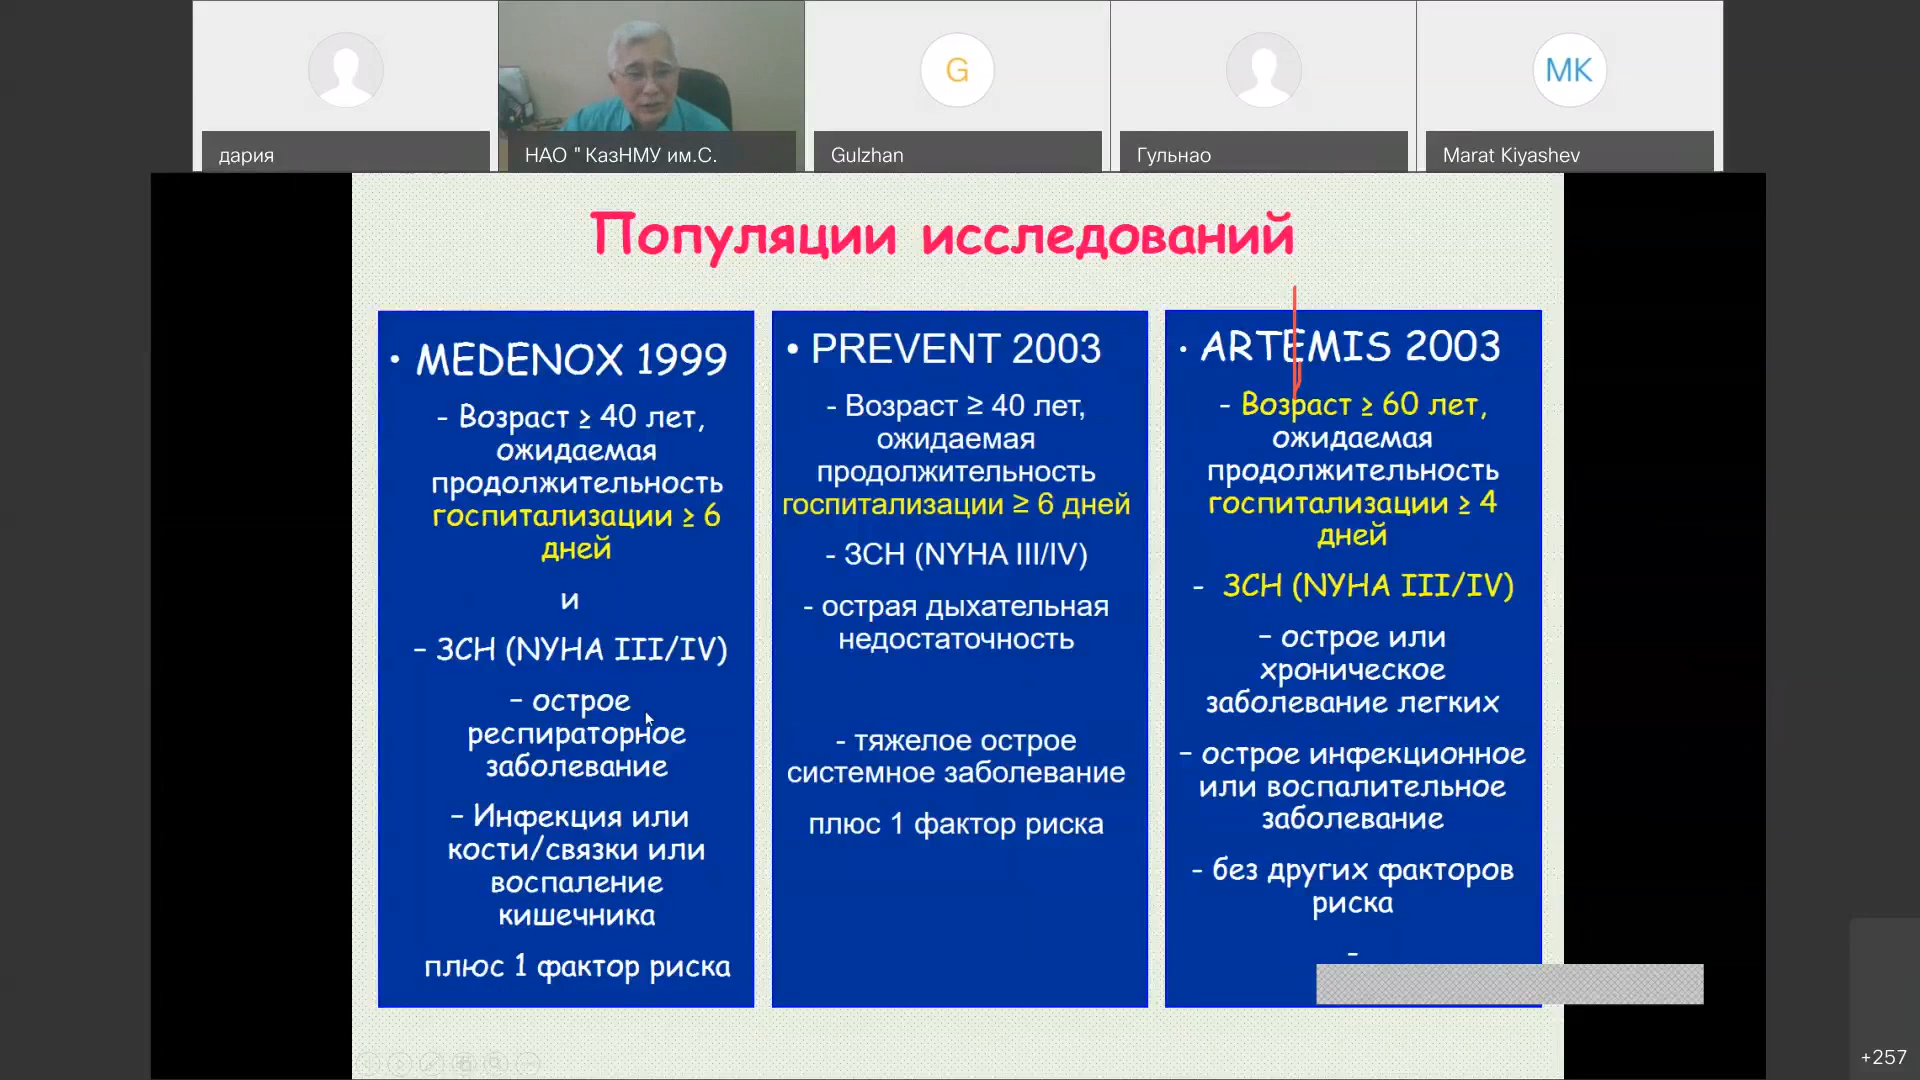 дария
НАО " КазНМУ им.С.
G
Gulzhan
Гульнао
MK
Marat Kiyashev
Популяции исследований
• MEDENOX 1999
- Возраст ≥ 40 лет,
ожидаемая
продолжительность
госпитализации ≥ 6
дней
и
– ЗСН (NYHA III/IV)
– острое
респираторное
заболевание
– Инфекция или
кости/связки или
воспаление
кишечника
плюс 1 фактор риска
• PREVENT 2003
- Возраст ≥ 40 лет,
ожидаемая
продолжительность
госпитализации ≥ 6 дней
- ЗСН (NYHA III/IV)
- острая дыхательная
недостаточность
- тяжелое острое
системное заболевание
плюс 1 фактор риска
• ARTEMIS 2003
- Возраст ≥ 60 лет,
ожидаемая
продолжительность
госпитализации ≥ 4
дней
- ЗСН (NYHA III/IV)
– острое или
хроническое
заболевание легких
– острое инфекционное
или воспалительное
заболевание
- без других факторов
риска
-
+257